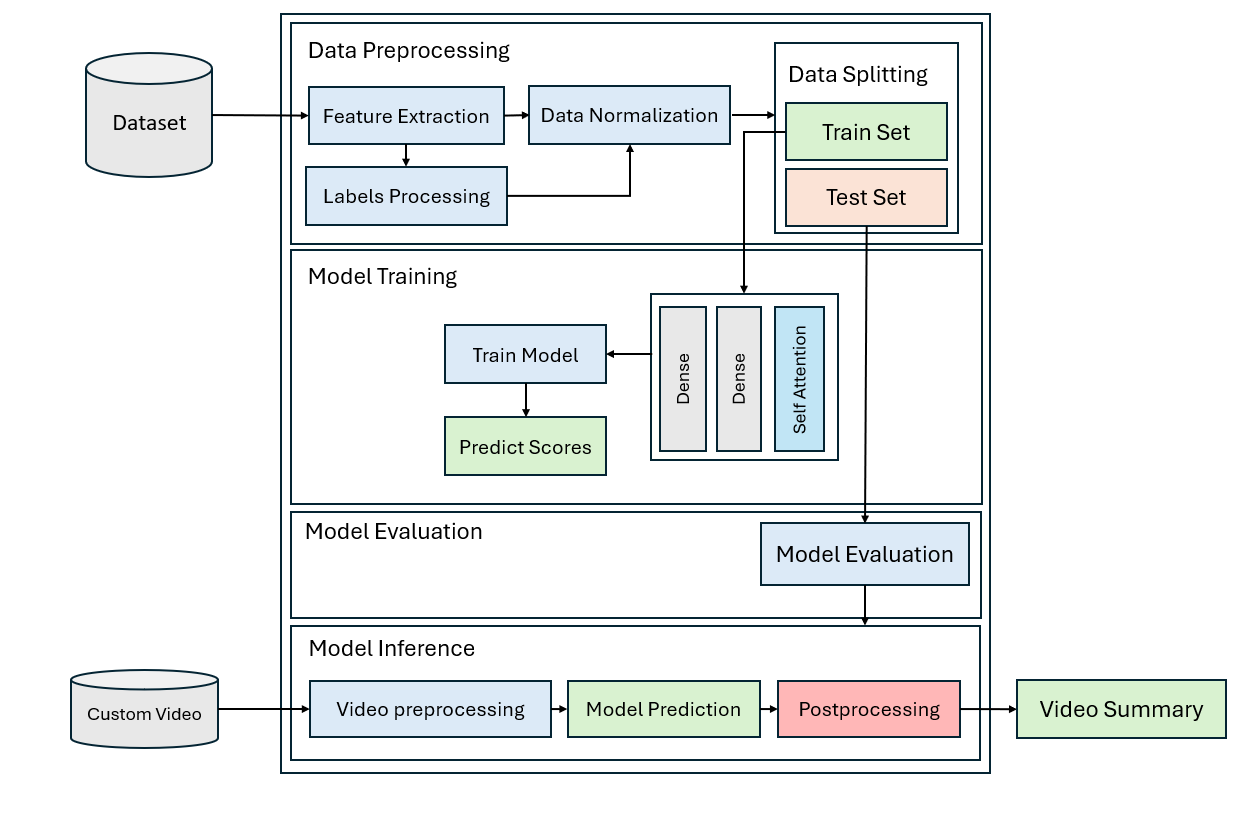 Data Preprocessing
Data Splitting
Dataset
Feature Extraction
Data Normalization
Train Set
Labels Processing
Test Set
Model Training
Train Model
Dense
Dense
Self Attention
Predict Scores
Model Evaluation
Model Evaluation
Model Inference
Custom Video
Video preprocessing
Model Prediction
Postprocessing
Video Summary